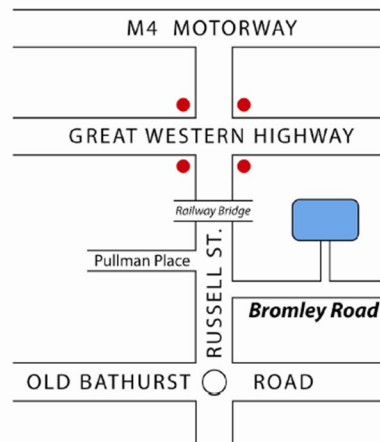 M4 MOTORWAY
GREAT WESTERN HIGHWAY
Railway Bridge
Pullman Place
RUSSELL ST.
Bromley Road
OLD BATHURST ROAD